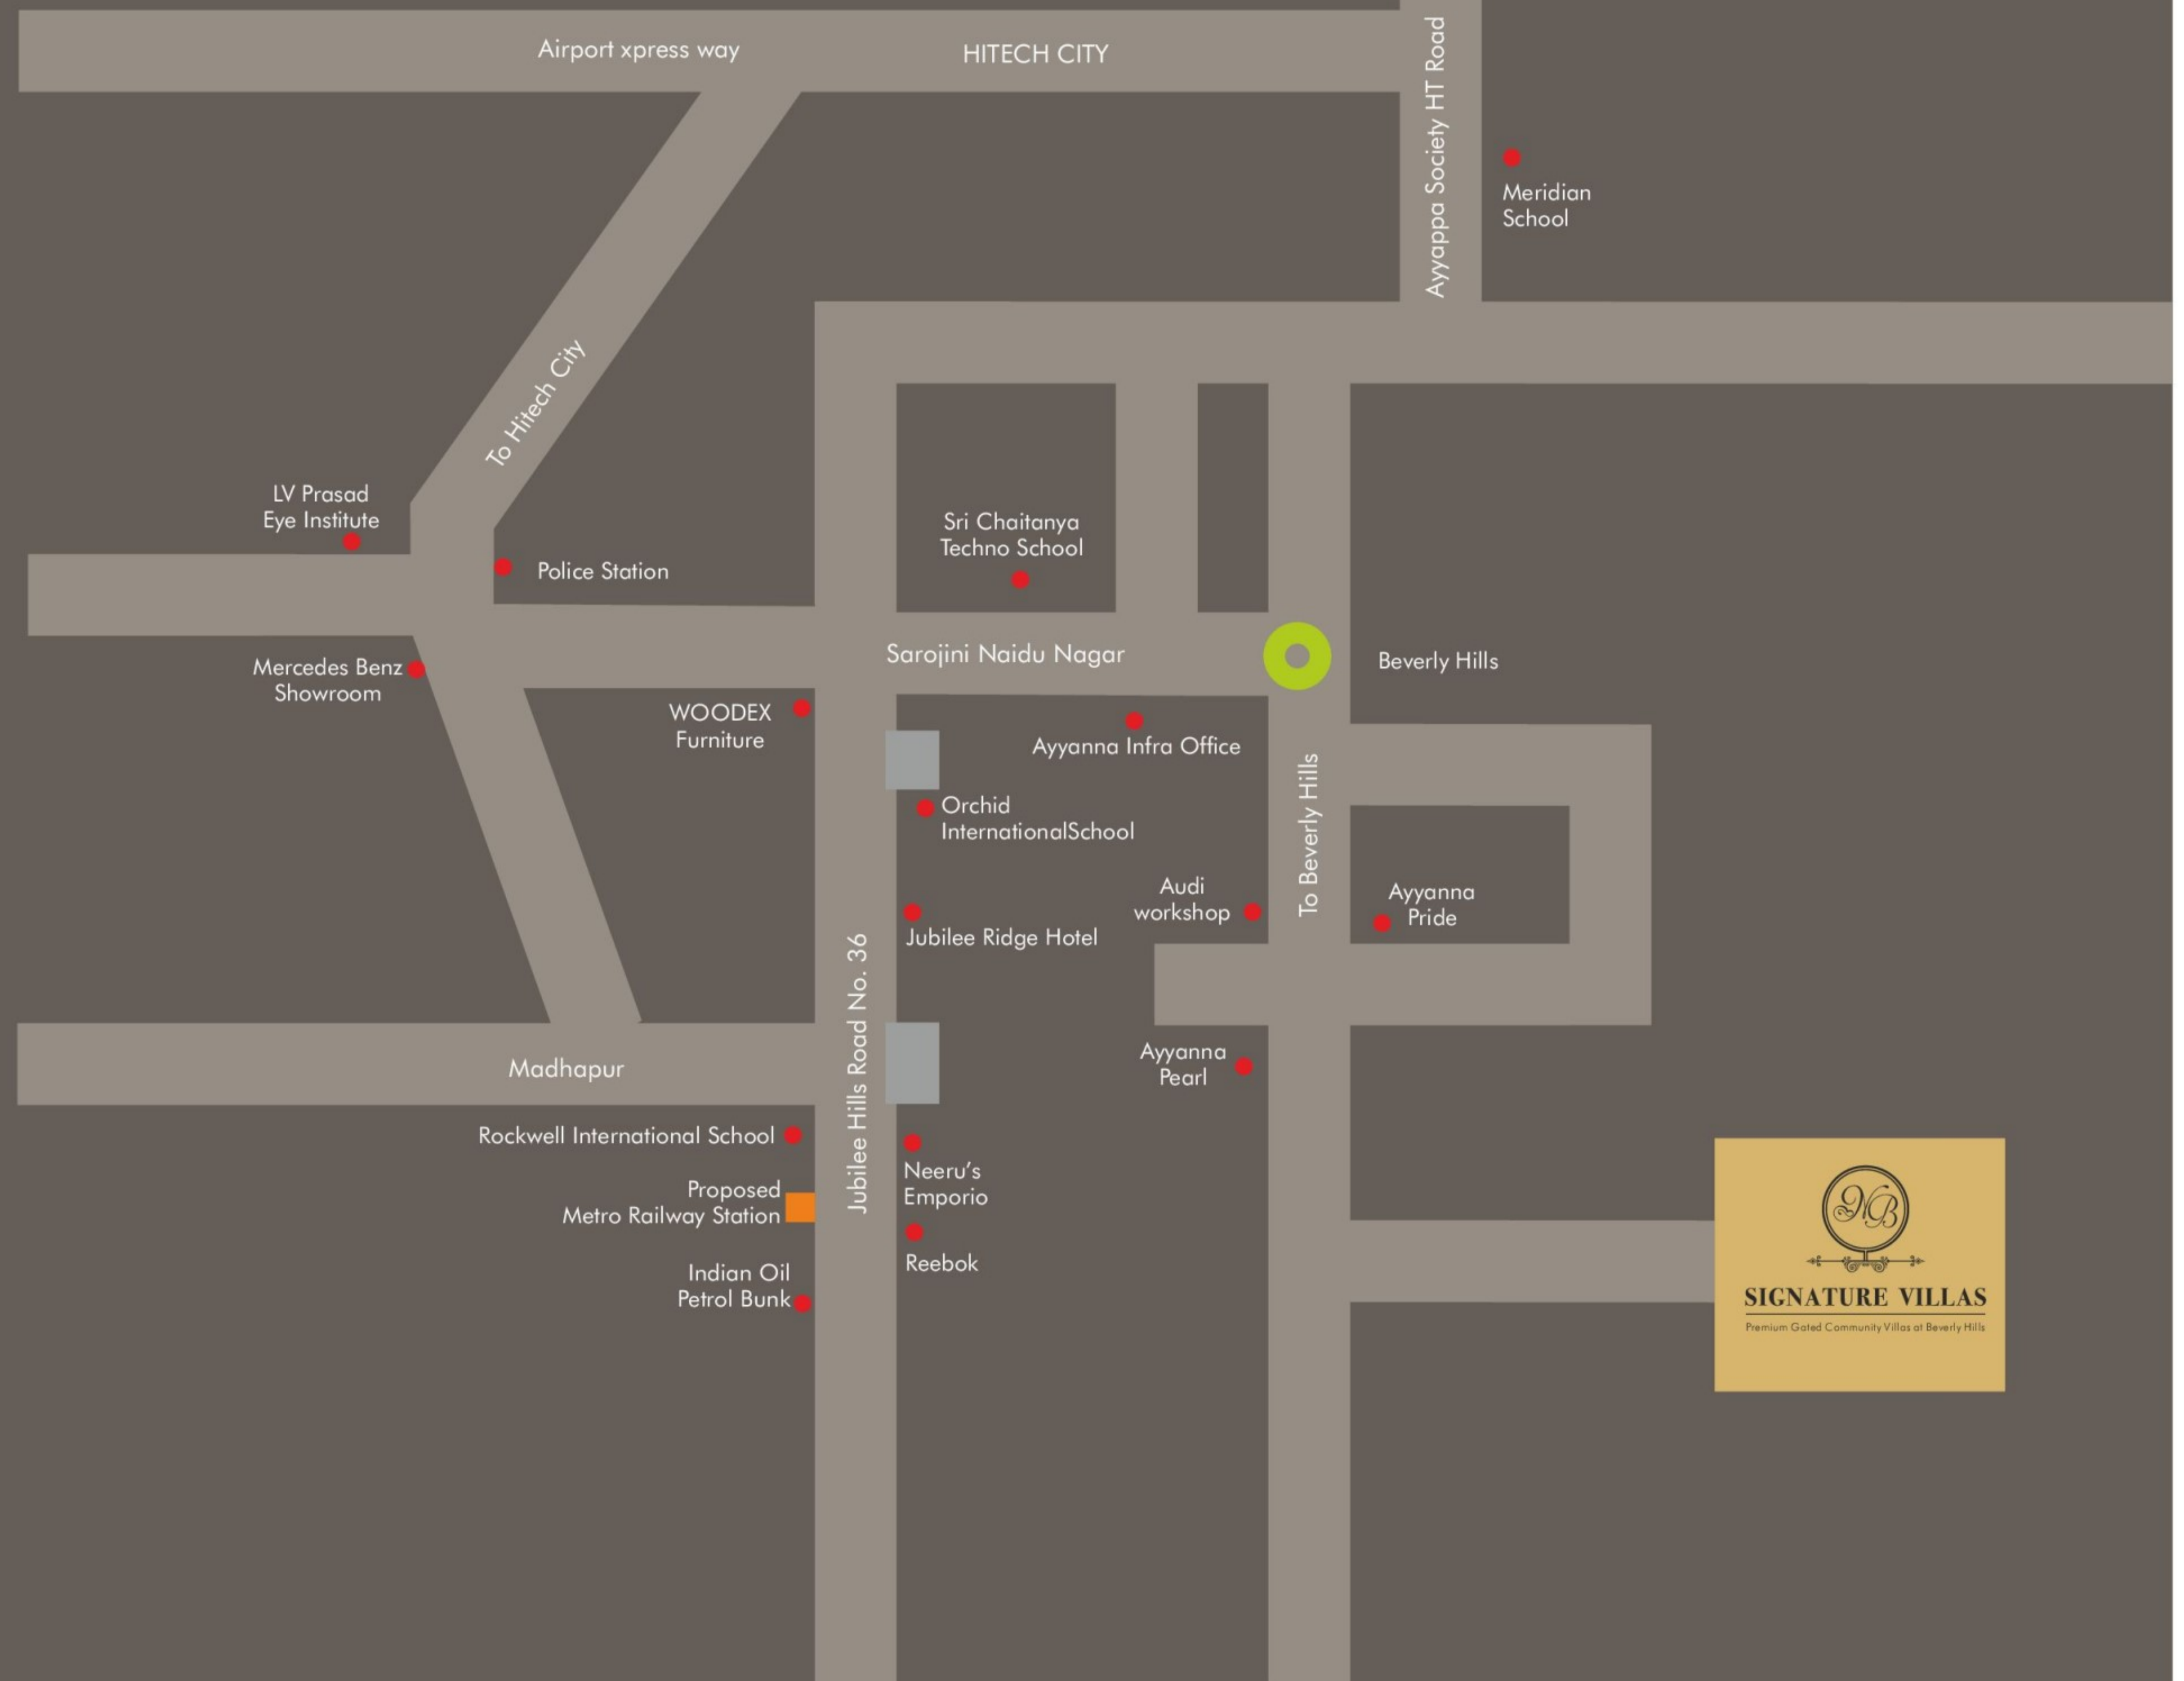 Airport xpress way
HITECH CITY
Ayyappa Society HT Road
Meridian
School
To Hitech City
LV Prasad
Eye Institute
Police Station
Sri Chaitanya
Techno School
Sarojini Naidu Nagar
Beverly Hills
Mercedes Benz
Showroom
WOODEX
Furniture
Ayyanna Infra Office
Orchid
InternationalSchool
To Beverly Hills
Audi
workshop
Ayyanna
Pride
Jubilee Ridge Hotel
Jubilee Hills Road No. 36
Madhapur
Ayyanna
Pearl
Rockwell International School
Neeru's
Emporio
Proposed
Metro Railway Station
Reebok
Indian Oil
Petrol Bunk
SIGNATURE VILLAS
Premium Gated Community Villas at Beverly Hills